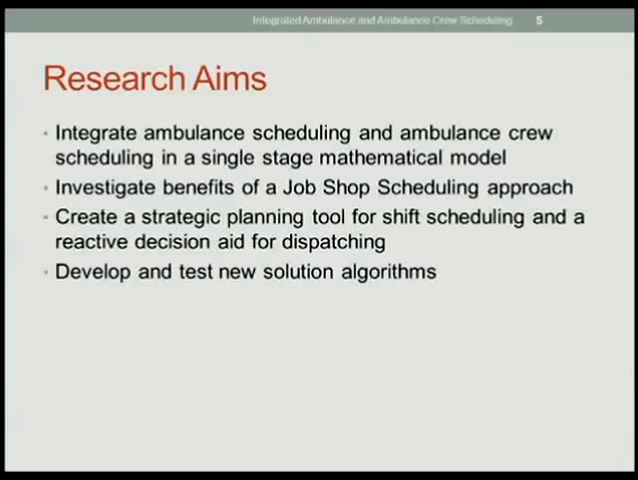 Integrated Ambulance and Ambulance Crew Scheduling 5
Research Aims
Integrate ambulance scheduling and ambulance crew
scheduling in a single stage mathematical model
Investigate benefits of a Job Shop Scheduling approach
Create a strategic planning tool for shift scheduling and a
reactive decision aid for dispatching
Develop and test new solution algorithms